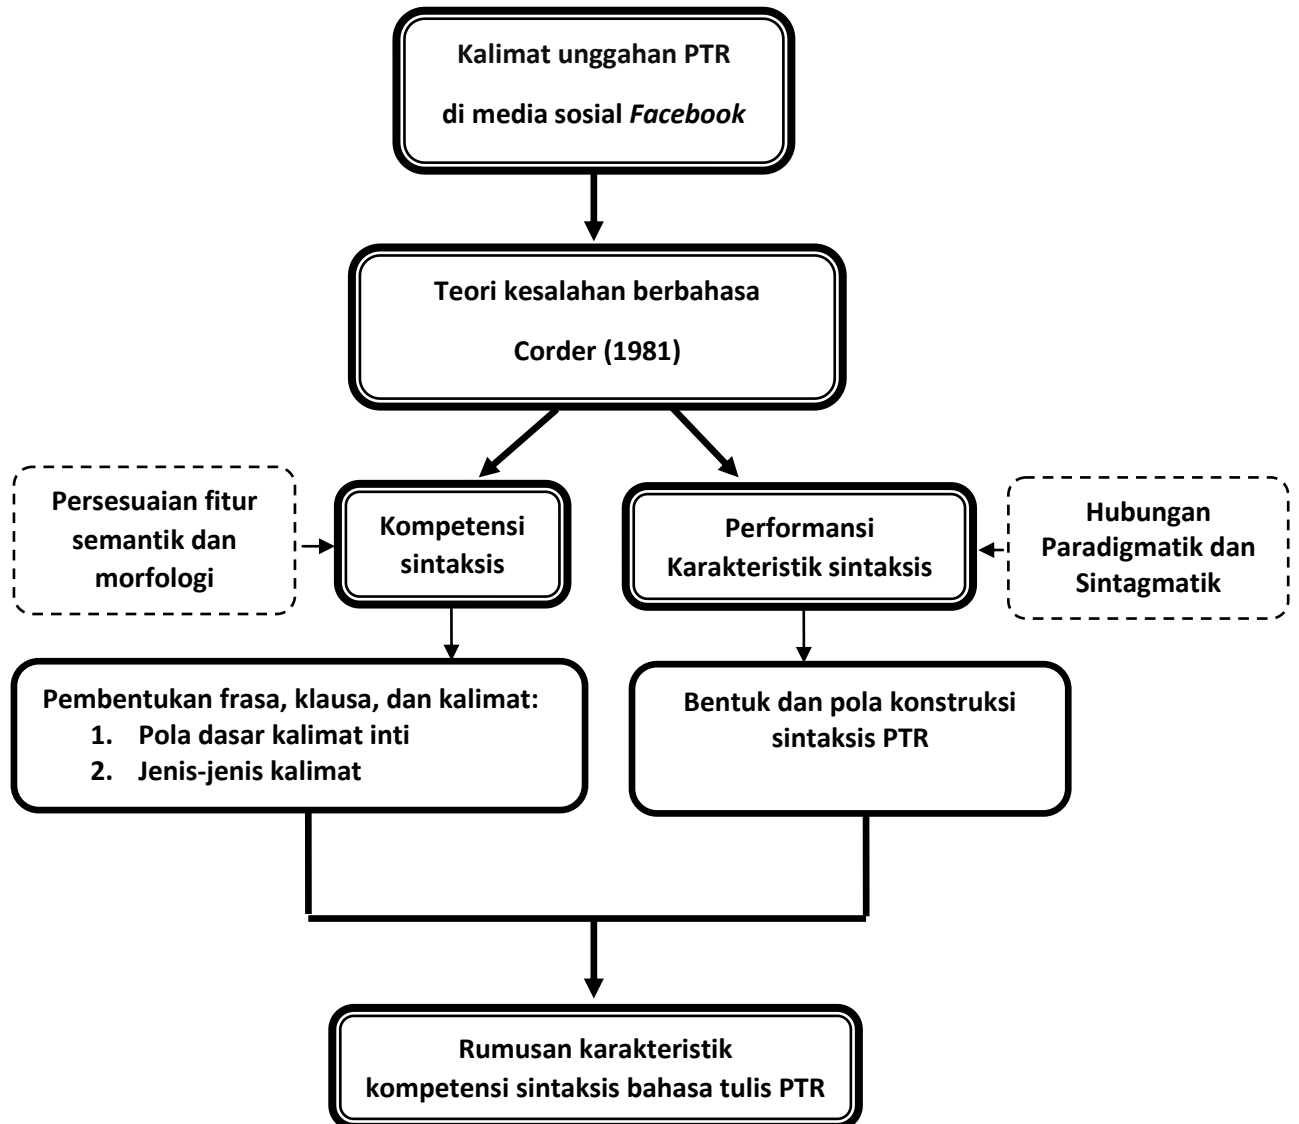 Kalimat unggahan PTR
di media sosial Facebook
Teori kesalahan berbahasa
Corder (1981)
Persesuaian fitur
semantik dan
morfologi
Kompetensi
sintaksis
Performansi
Karakteristik sintaksis
Hubungan
Paradigmatik dan
Sintagmatik
Pembentukan frasa, klausa, dan kalimat:
1. Pola dasar kalimat inti
2. Jenis-jenis kalimat
Bentuk dan pola konstruksi
sintaksis PTR
Rumusan karakteristik
kompetensi sintaksis bahasa tulis PTR